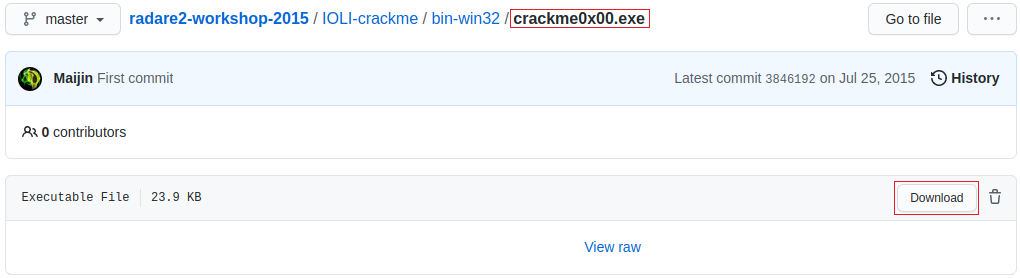 master radare2-workshop-2015 / IOLI-crackme / bin-win32 / crackme0x00.exe Go to file ...
Maijin First commit Latest commit 3846192 on Jul 25, 2015 History
0 contributors
Executable File 23.9 KB Download
View raw